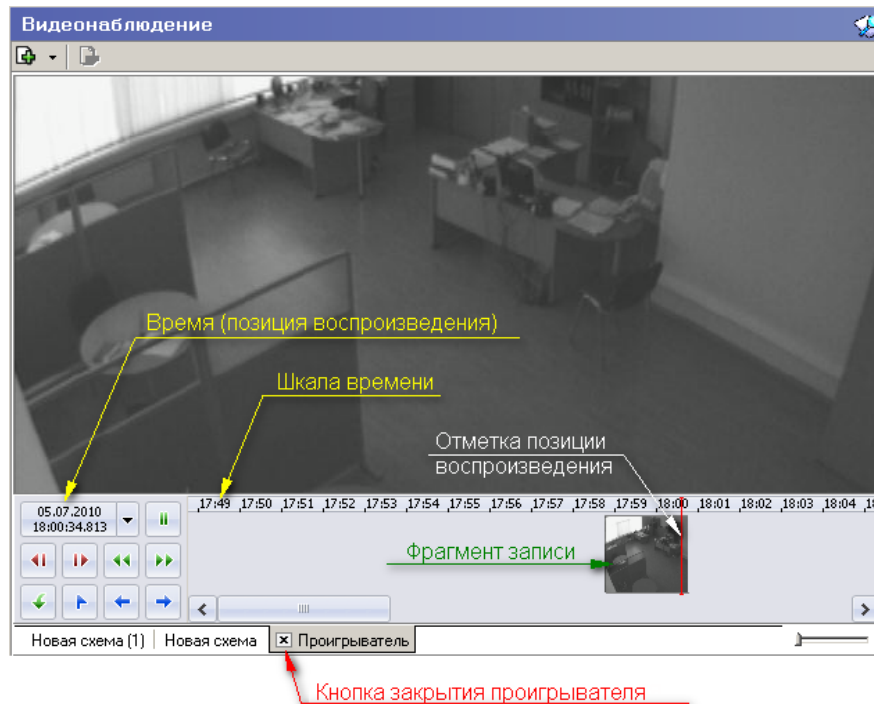 Видеонаблюдение
Время (позиция воспроизведения)
Шкала времени
Отметка позиции
воспроизведения
05.07.2010
18:00:34.813
17:49 17:50 17:51 17:52 17:53 17:54 17:55 17:56 17:57 17:58 17:59 18:00 18:01 18:02 18:03 18:04
Фрагмент записи
Новая схема (1) Новая схема Проигрыватель
Кнопка закрытия проигрывателя